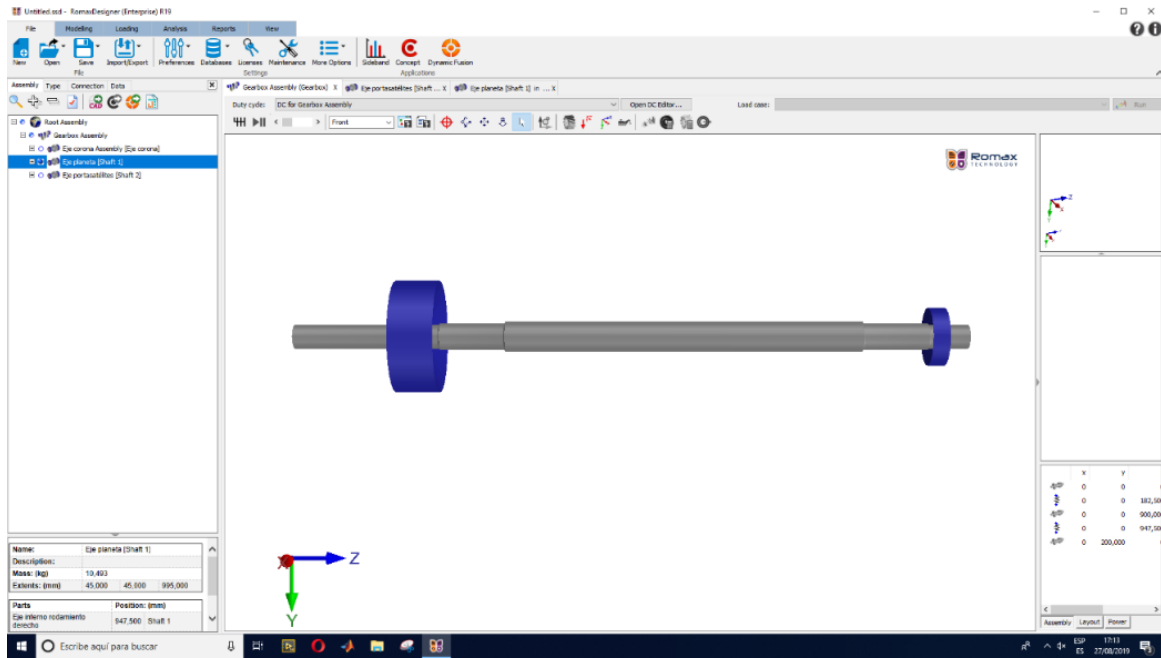 Untitled.ssd - RomaxDesigner (Enterprise) R19
File Modelling Loading Analysis Reports View
New Open Save Import/Export Preferences Databases Licenses Maintenance More Options Sideband Concept Dynamic Fusion
File Settings Applications
Assembly Type Connection Data
Gearbox Assembly (Gearbox) X Eje portasatélites [Shaft ... X Eje planeta [Shaft 1] in ... X
Duty cycle: DC for Gearbox Assembly Open DC Editor... Load case: Run
Front
CAD
Root Assembly
Gearbox Assembly
Eje corona Assembly [Eje corona]
Eje planeta [Shaft 1]
Eje portasatélites [Shaft 2]
Romax
TECHNOLOGY
Z
X
Y
Z
Y
x y
0 0
0 0 182,50
0 0 900,00
0 0 947,50
0 200,000
Name: Eje planeta [Shaft 1]
Description:
Mass: (kg) 10,493
Extents: (mm) 45,000 45,000 995,000
Parts Position: (mm)
Eje interno rodamiento derecho 947,500 Shaft 1
Assembly Layout Power
Escribe aquí para buscar
ESP
ES
17:13
27/08/2019